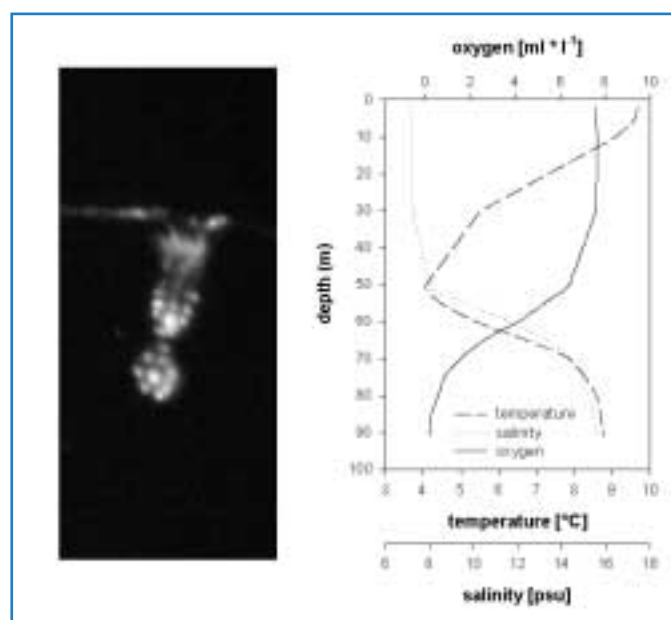 oxygen [ml * l⁻¹]
0 2 4 6 8 10
0
10
20
30
40
50
60
70
80
90
100
depth (m)
temperature
salinity
oxygen
3 4 5 6 7 8 9 10
temperature [ºC]
6 8 10 12 14 16 18
salinity [psu]